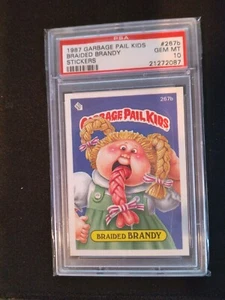 PSA
1987 GARBAGE PAIL KIDS #267b
BRAIDED BRANDY GEM MT
STICKERS 10
21272087
267b
GARBAGE PAIL KIDS
BRAIDED BRANDY